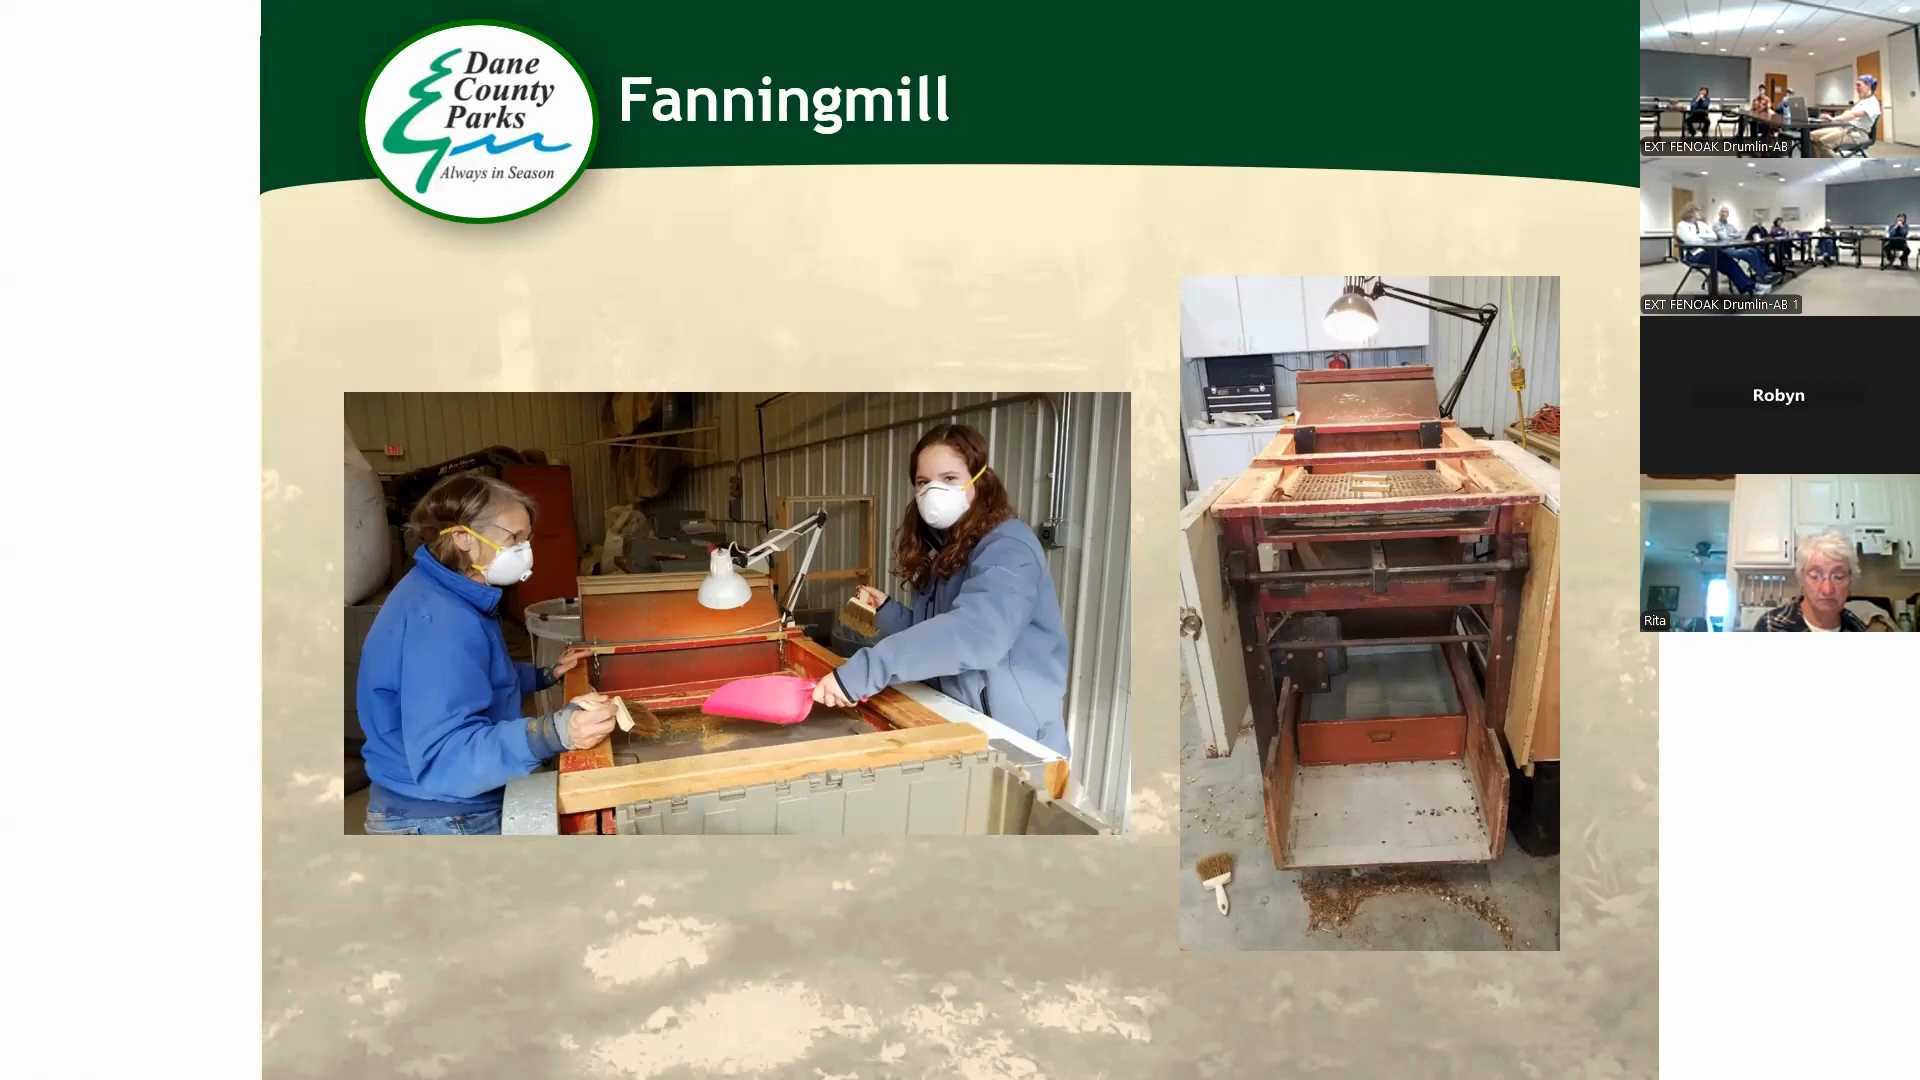 Dane
County
Parks
Always in Season
Fanningmill
EXT FENOAK Drumlin-AB
EXT FENOAK Drumlin-AB 1
Robyn
Rita